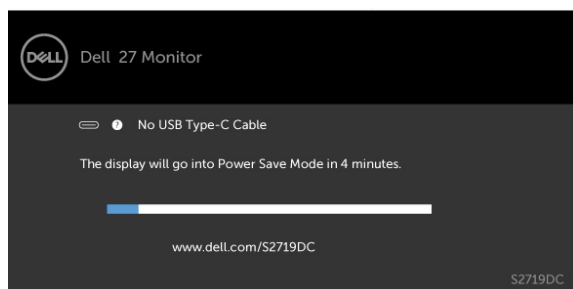 DELL
Dell 27 Monitor
? No USB Type-C Cable
The display will go into Power Save Mode in 4 minutes.
www.dell.com/S2719DC
S2719DC